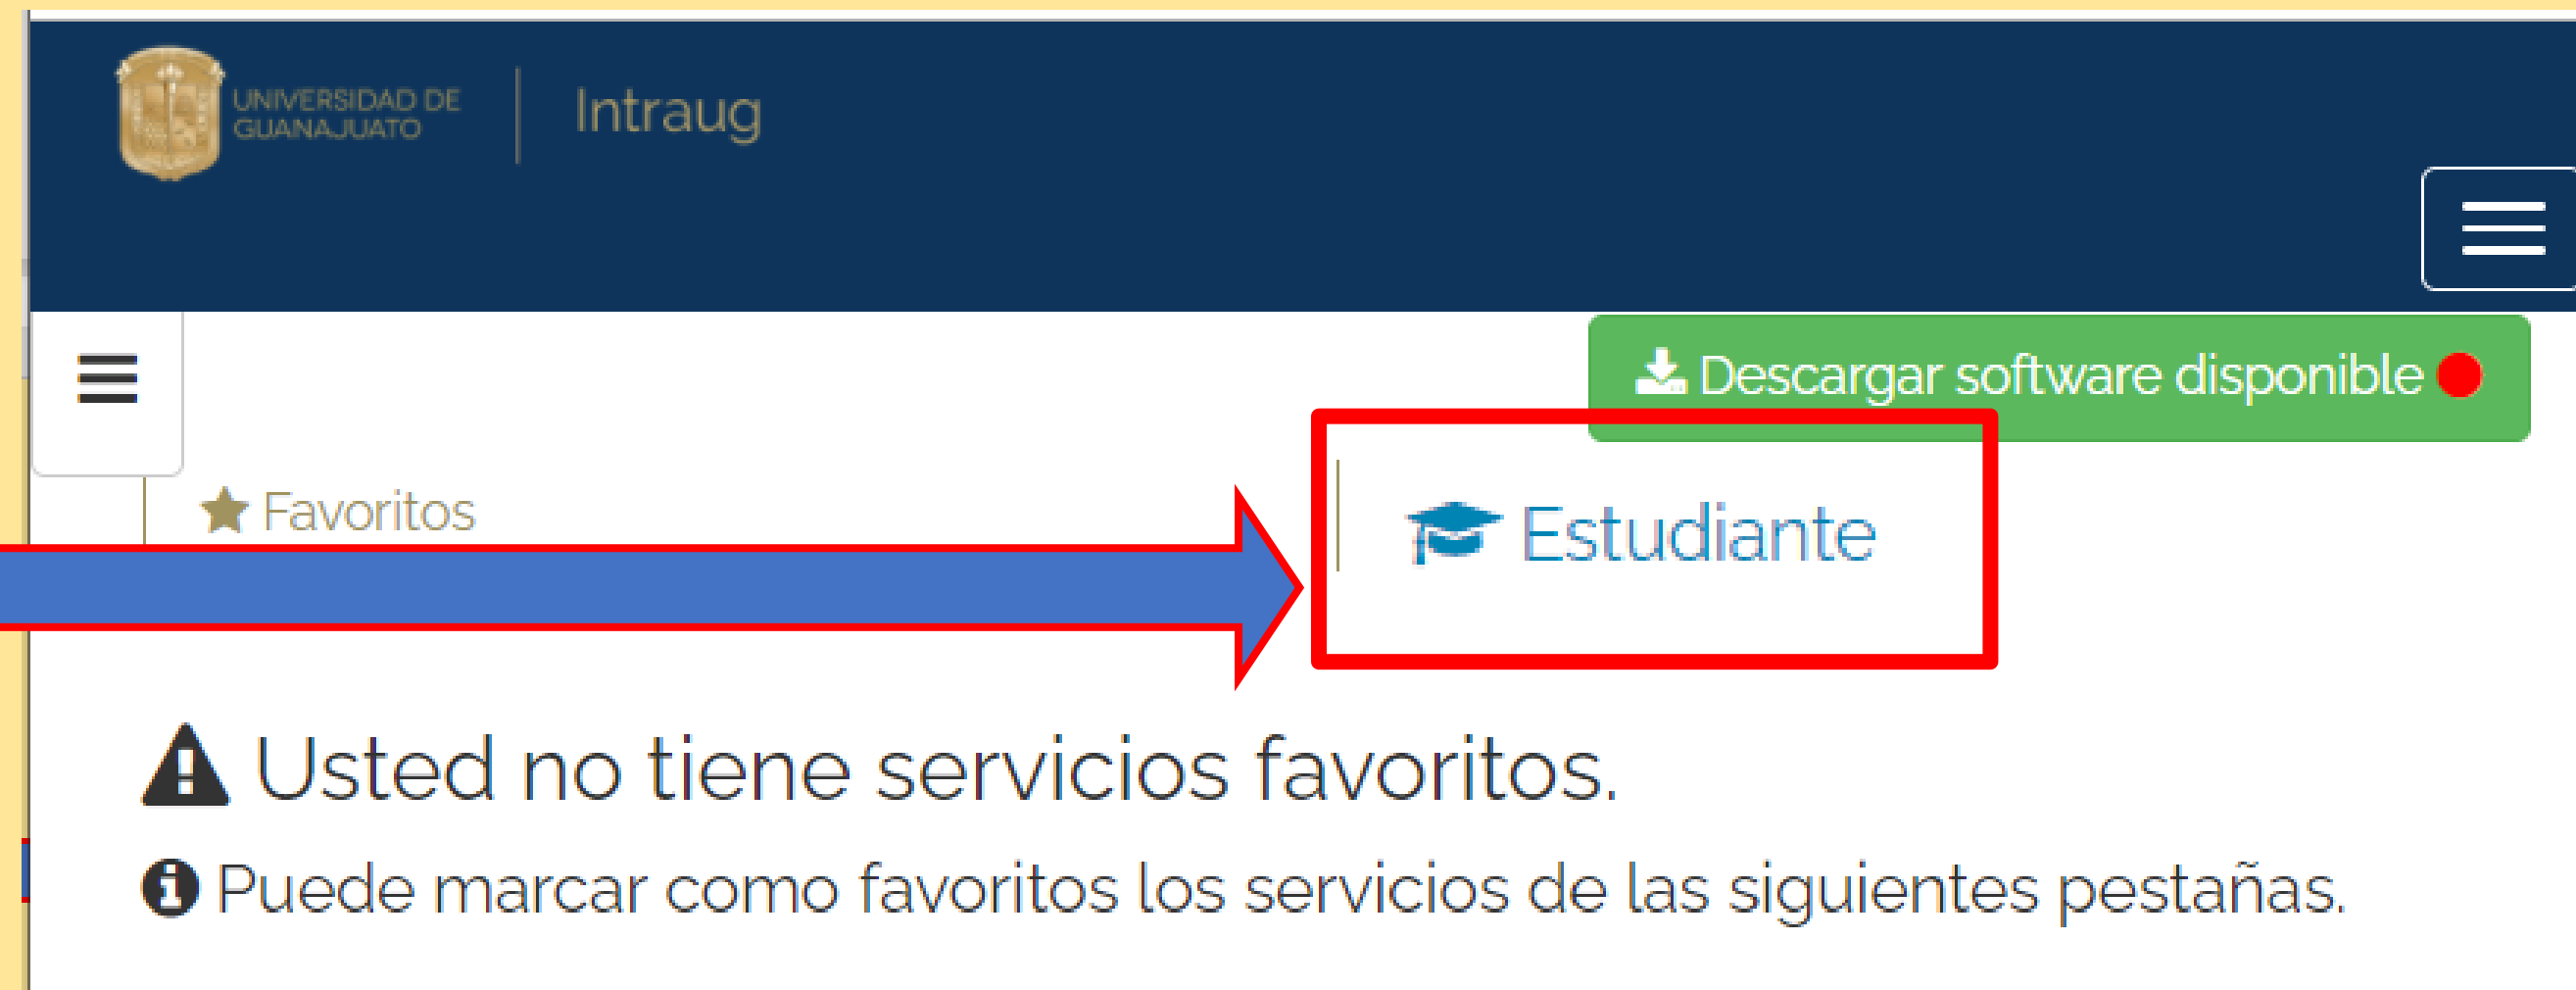 UNIVERSIDAD DE
GUANAJUATO
Intraug
Descargar software disponible
Favoritos
Estudiante
Usted no tiene servicios favoritos.
Puede marcar como favoritos los servicios de las siguientes pestañas.